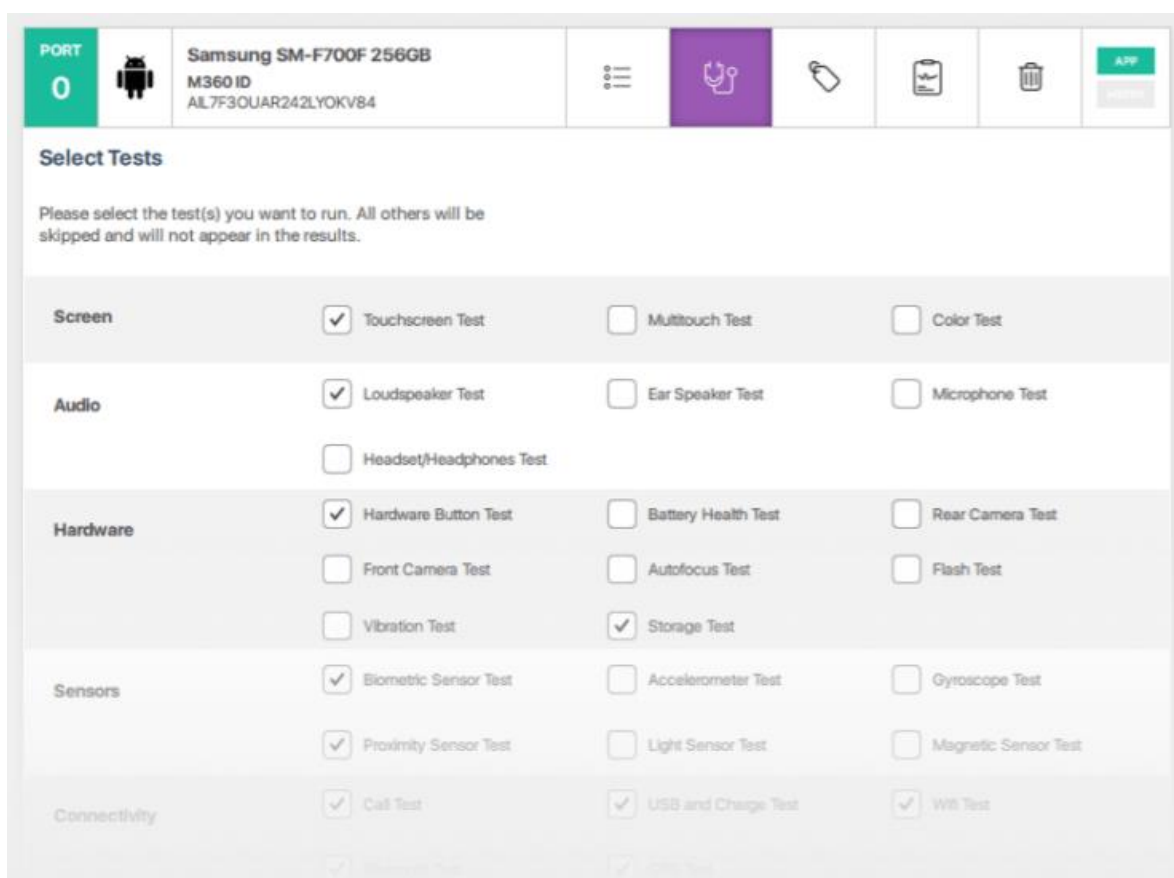 PORT
0
Samsung SM-F700F 256GB
M360 ID
AIL7F3OUAR242LYOKV84
APP
Select Tests
Please select the test(s) you want to run. All others will be
skipped and will not appear in the results.
Screen
Touchscreen Test
Multitouch Test
Color Test
Audio
Loudspeaker Test
Ear Speaker Test
Microphone Test
Headset/Headphones Test
Hardware
Hardware Button Test
Battery Health Test
Rear Camera Test
Front Camera Test
Autofocus Test
Flash Test
Vibration Test
Storage Test
Sensors
Biometric Sensor Test
Accelerometer Test
Gyroscope Test
Proximity Sensor Test
Light Sensor Test
Magnetic Sensor Test
Connectivity
Call Test
USB and Charge Test
Wifi Test